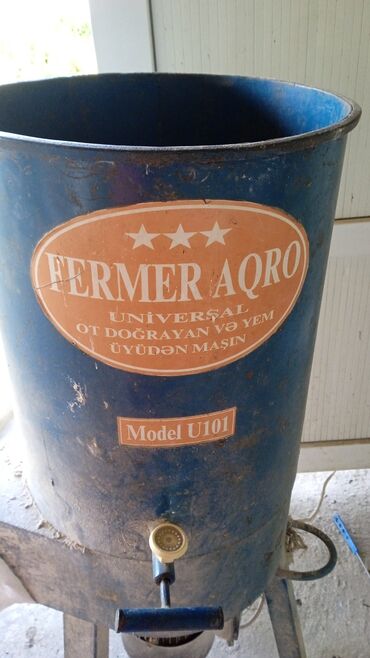 FERMER AQRO
UNİVERSAL
OT DOĞRAYAN VƏ YEM
ÜYÜDƏN MAŞIN
Model U101